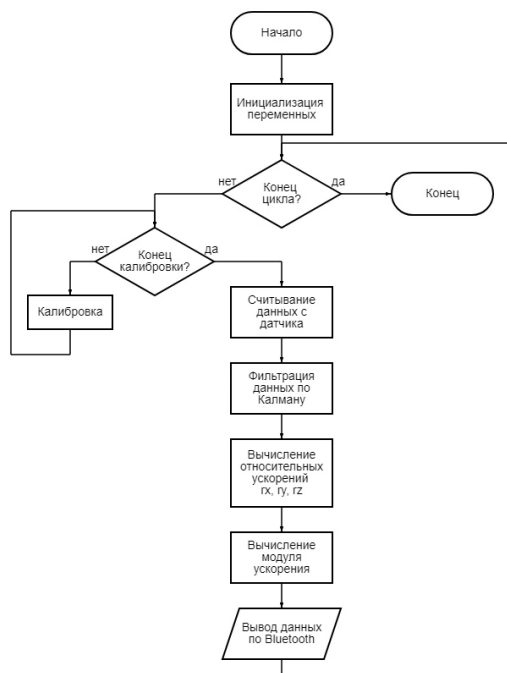 Начало
Инициализация
переменных
нет
Конец
цикла?
да
Конец
нет
Конец
калибровки?
да
Калибровка
Считывание
данных с
датчика
Фильтрация
данных по
Калману
Вычисление
относительных
ускорений
rx, ry, rz
Вычисление
модуля
ускорения
Вывод данных
по Bluetooth